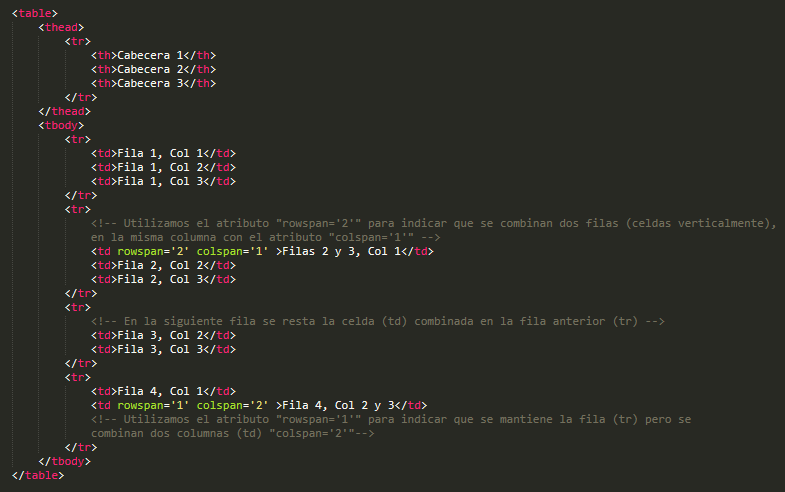 <table>
<thead>
<tr>
<th>Cabecera 1</th>
<th>Cabecera 2</th>
<th>Cabecera 3</th>
</tr>
</thead>
<tbody>
<tr>
<td>Fila 1, Col 1</td>
<td>Fila 1, Col 2</td>
<td>Fila 1, Col 3</td>
</tr>
<tr>
<!-- Utilizamos el atributo "rowspan='2'" para indicar que se combinan dos filas (celdas verticalmente),
en la misma columna con el atributo "colspan='1'" -->
<td rowspan='2' colspan='1' >Filas 2 y 3, Col 1</td>
<td>Fila 2, Col 2</td>
<td>Fila 2, Col 3</td>
</tr>
<tr>
<!-- En la siguiente fila se resta la celda (td) combinada en la fila anterior (tr) -->
<td>Fila 3, Col 2</td>
<td>Fila 3, Col 3</td>
</tr>
<tr>
<td>Fila 4, Col 1</td>
<td rowspan='1' colspan='2' >Fila 4, Col 2 y 3</td>
<!-- Utilizamos el atributo "rowspan='1'" para indicar que se mantiene la fila (tr) pero se
combinan dos columnas (td) "colspan='2'"-->
</tr>
</tbody>
</table>